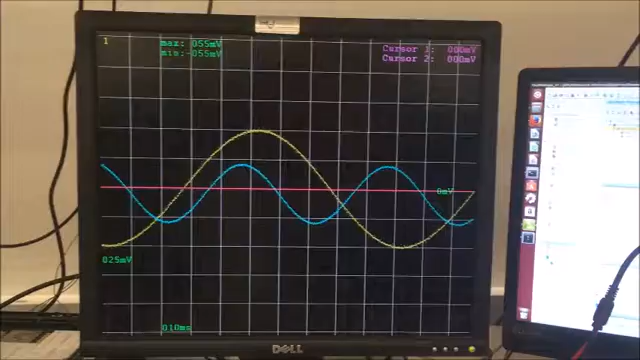 1
max: 055mV
min:-055mV
Cursor 1: 000mV
Cursor 2: 000mV
0mV
025mV
010ms
DELL